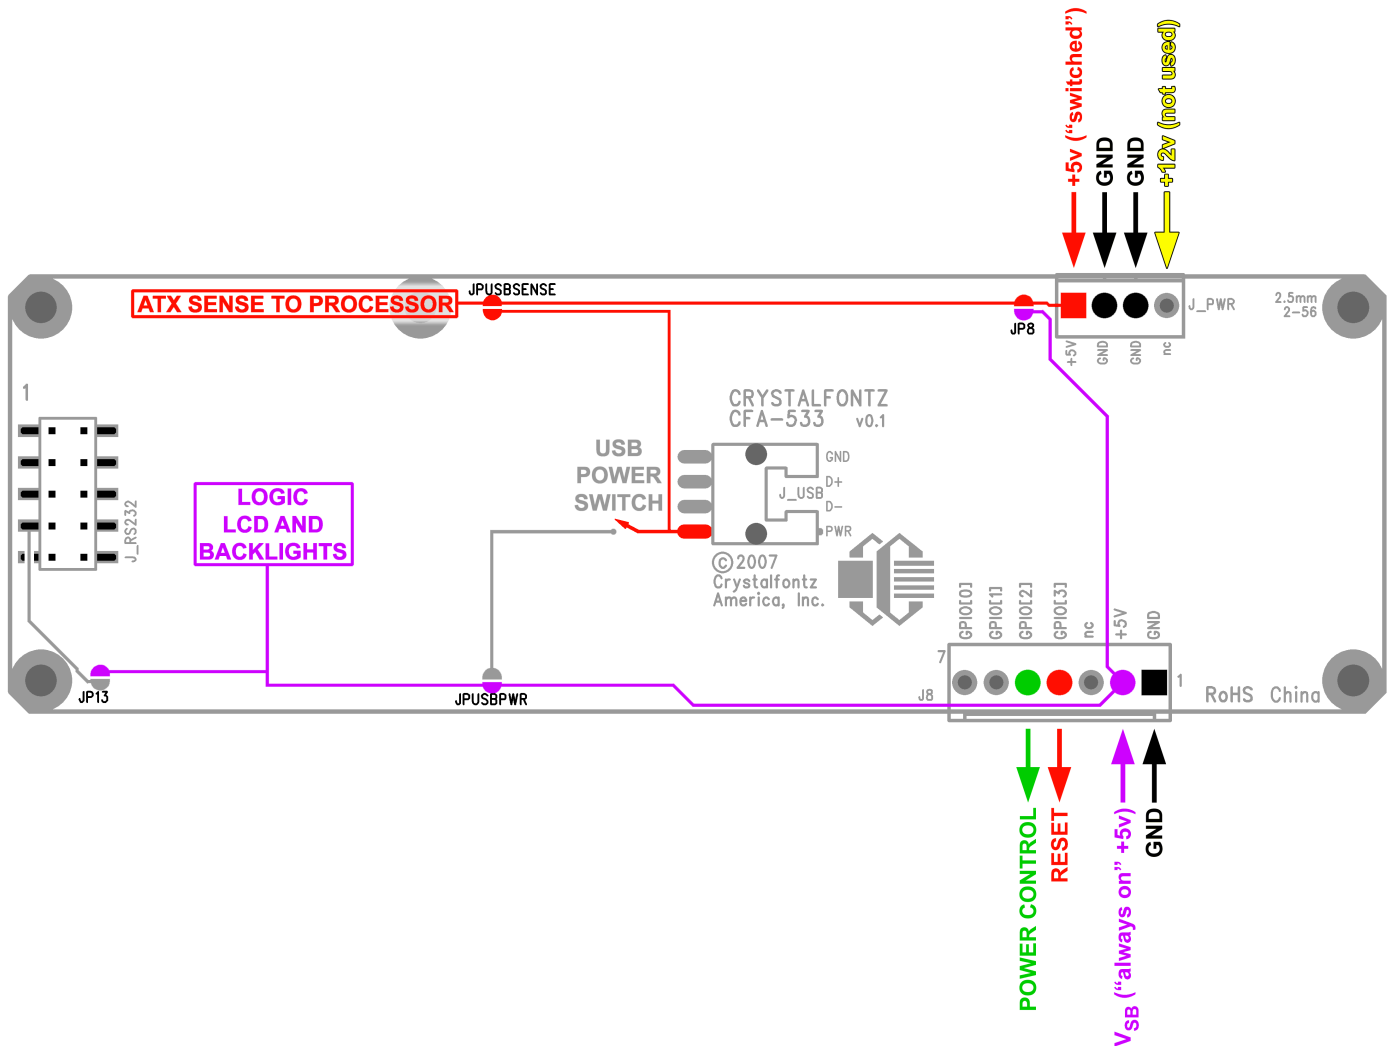 +5v (“switched”)
GND
GND
+12v (not used)
ATX SENSE TO PROCESSOR
JPUSBSENSE
JP8
J_PWR
2.5mm
2-56
+5V
GND
GND
nc
1
CRYSTALFONTZ
CFA-533 v0.1
USB
POWER
SWITCH
GND
D+
J_USB
D-
PWR
J_RS232
LOGIC
LCD AND
BACKLIGHTS
©2007
Crystalfontz
America, Inc.
GPIO[0]
GPIO[1]
GPIO[2]
GPIO[3]
nc
+5V
GND
7
J8
1
RoHS China
JP13
JPUSBPWR
POWER CONTROL
RESET
VSB (“always on” +5v)
GND